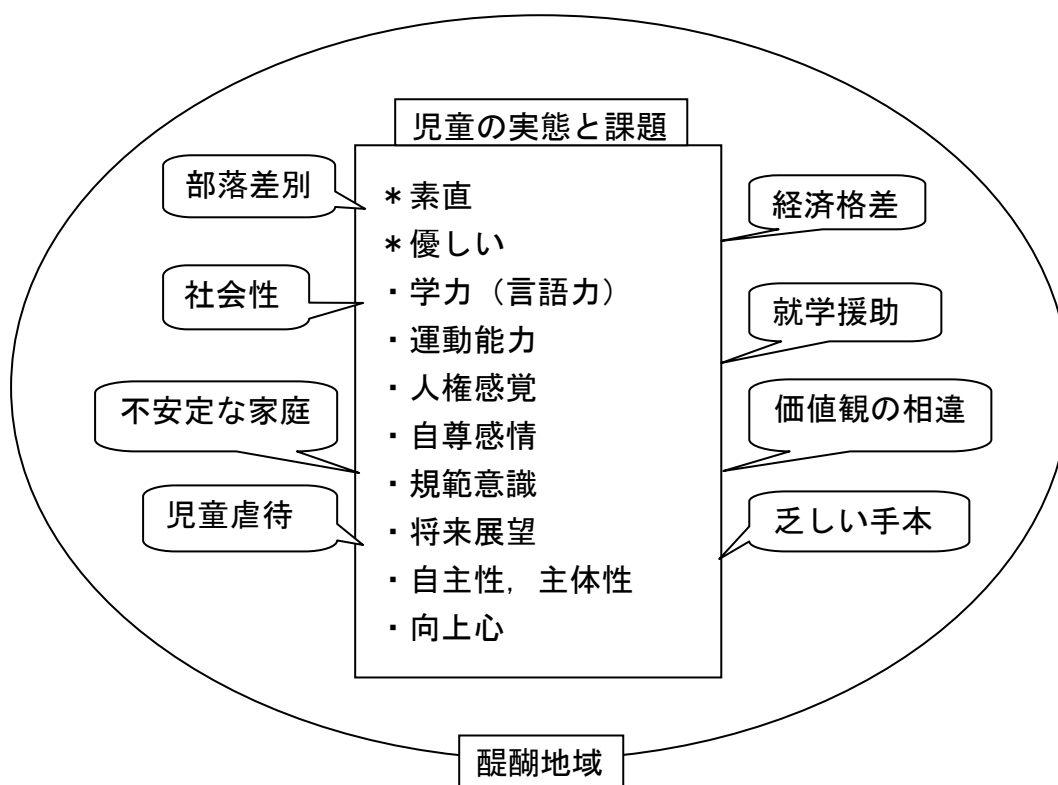 児童の実態と課題
部落差別
社会性
不安定な家庭
児童虐待
*素直
*優しい
・学力（言語力）
・運動能力
・人権感覚
・自尊感情
・規範意識
・将来展望
・自主性，主体性
・向上心
経済格差
就学援助
価値観の相違
乏しい手本
醍醐地域